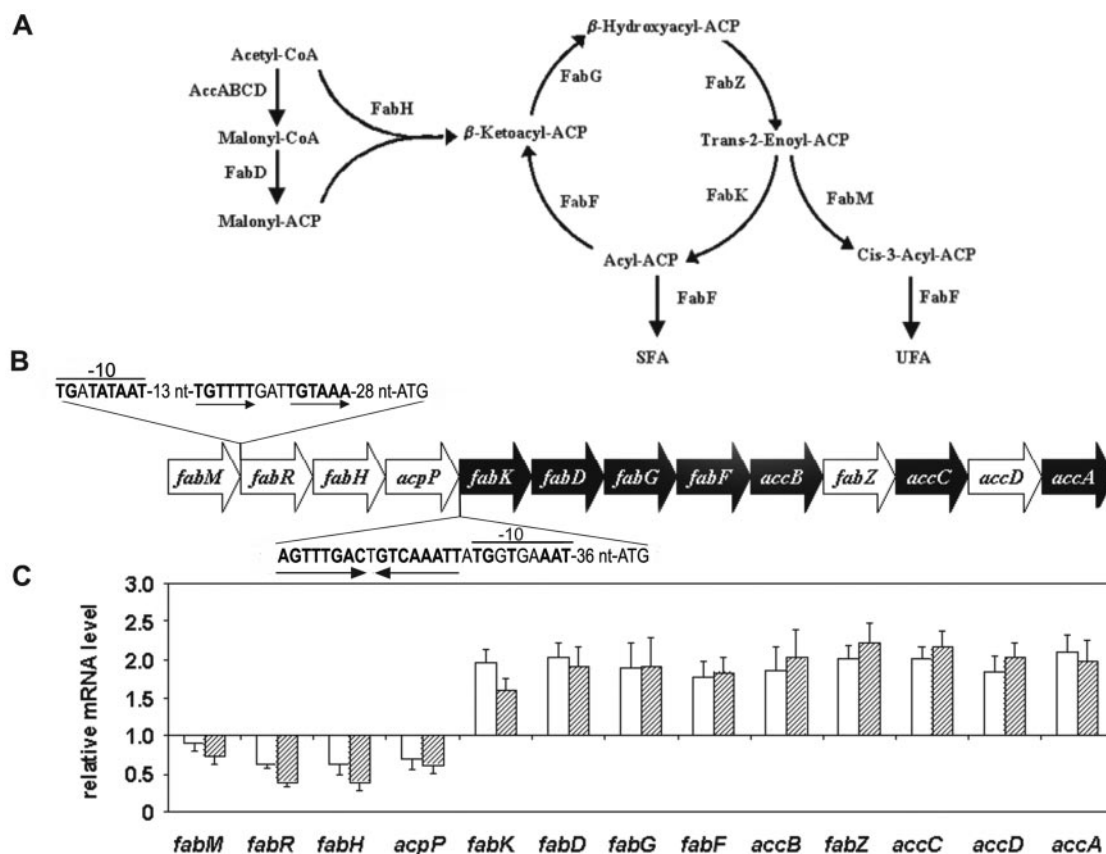 A
β-Hydroxyacyl-ACP
Acetyl-CoA
FabG
FabZ
AccABCD
FabH
Malonyl-CoA
β-Ketoacyl-ACP
Trans-2-Enoyl-ACP
FabD
FabF
FabK
FabM
Malonyl-ACP
Acyl-ACP
Cis-3-Acyl-ACP
FabF
FabF
SFA
UFA
B
-10
TGATATAAT-13 nt-TGTTTTGATTGTAAA-28 nt-ATG
fabM fabR fabH acpP fabK fabD fabG fabF accB fabZ accC accD accA
-10
AGTTTGACTGTCAAATTATGGTGAAAT-36 nt-ATG
C
relative mRNA level
3.0
2.5
2.0
1.5
1.0
0.5
0
fabM fabR fabH acpP fabK fabD fabG fabF accB fabZ accC accD accA